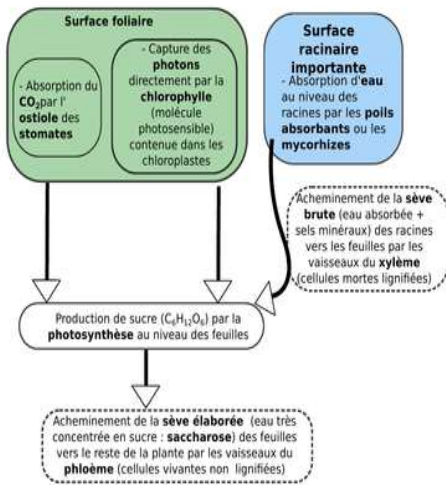 Surface foliaire
- Absorption du
CO₂par l'
ostiole des
stomates
- Capture des
photons
directement par la
chlorophylle
(molécule
photosensible)
contenue dans les
chloroplastes
Surface
racinaire
importante
- Absorption d'eau
au niveau des
racines par les poils
absorbants ou les
mycorhizes
Acheminement de la sève
brute (eau absorbée +
sels minéraux) des racines
vers les feuilles par les
vaisseaux du xylème
(cellules mortes lignifiées)
Production de sucre (C₆H₁₂O₆) par la
photosynthèse au niveau des feuilles
Acheminement de la sève élaborée (eau très
concentrée en sucre : saccharose) des feuilles
vers le reste de la plante par les vaisseaux du
phloème (cellules vivantes non lignifiées)